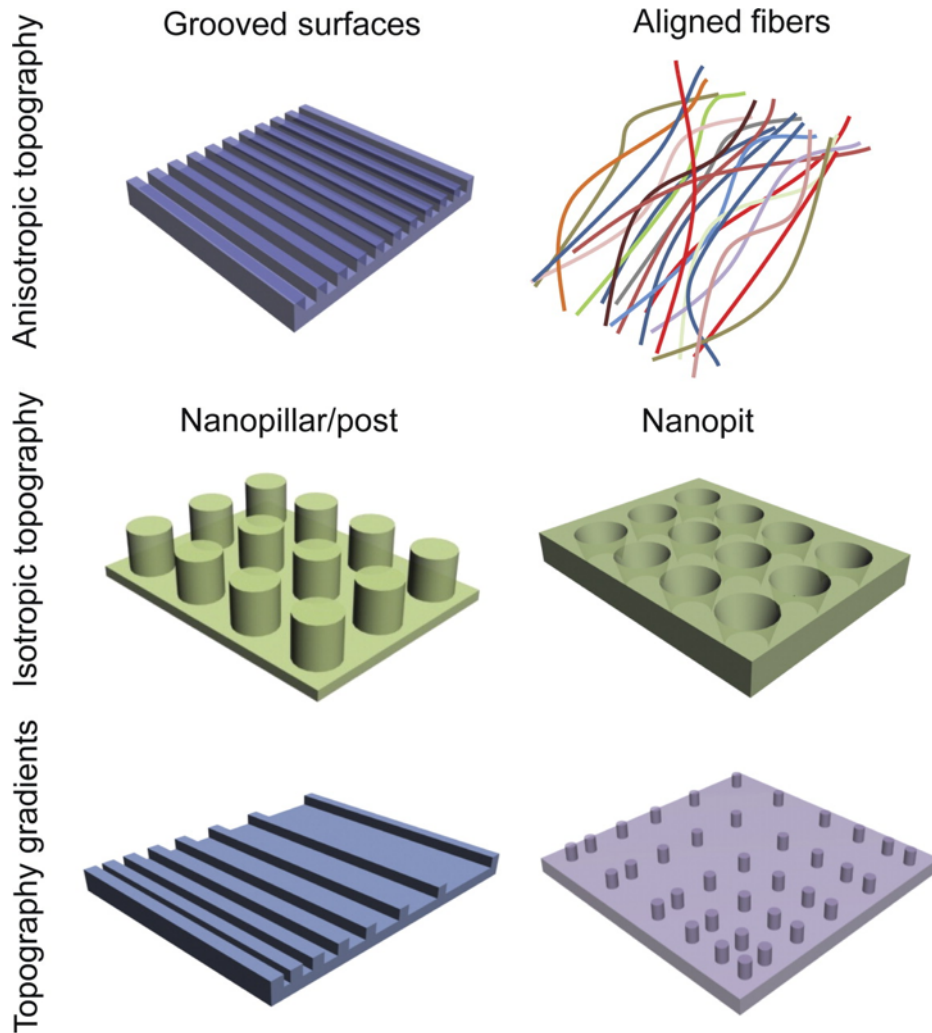 Grooved surfaces
Aligned fibers
Anisotropic topography
Nanopillar/post
Nanopit
Isotropic topography
Topography gradients